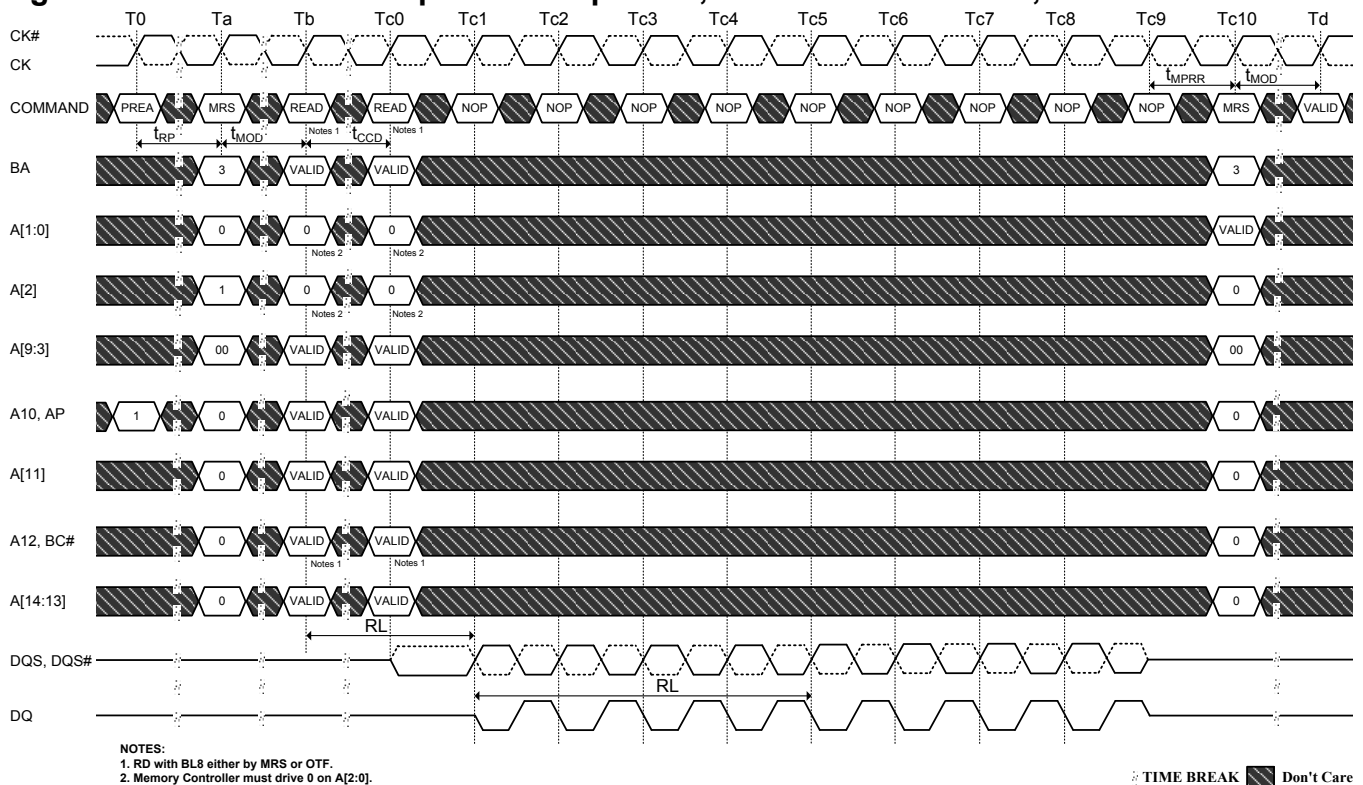 T0 Ta Tb Tc0 Tc1 Tc2 Tc3 Tc4 Tc5 Tc6 Tc7 Tc8 Tc9 Tc10 Td
CK#
CK
tMPRR tMOD
COMMAND PREA MRS READ READ NOP NOP NOP NOP NOP NOP NOP NOP NOP MRS VALID
Notes 1 Notes 1
tRP tMOD tCCD
BA 3 VALID VALID 3
A[1:0] 0 0 0 VALID
Notes 2 Notes 2
A[2] 1 0 0 0
Notes 2 Notes 2
A[9:3] 00 VALID VALID 00
A10, AP 1 0 VALID VALID 0
A[11] 0 VALID VALID 0
A12, BC# 0 VALID VALID 0
Notes 1 Notes 1
A[14:13] 0 VALID VALID 0
RL
DQS, DQS#
RL
DQ
NOTES:
1. RD with BL8 either by MRS or OTF.
2. Memory Controller must drive 0 on A[2:0].
TIME BREAK Don't Care